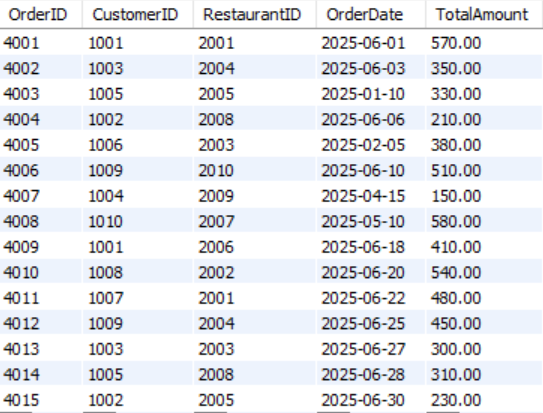 OrderID CustomerID RestaurantID OrderDate TotalAmount
4001 1001 2001 2025-06-01 570.00
4002 1003 2004 2025-06-03 350.00
4003 1005 2005 2025-01-10 330.00
4004 1002 2008 2025-06-06 210.00
4005 1006 2003 2025-02-05 380.00
4006 1009 2010 2025-06-10 510.00
4007 1004 2009 2025-04-15 150.00
4008 1010 2007 2025-05-10 580.00
4009 1001 2006 2025-06-18 410.00
4010 1008 2002 2025-06-20 540.00
4011 1007 2001 2025-06-22 480.00
4012 1009 2004 2025-06-25 450.00
4013 1003 2003 2025-06-27 300.00
4014 1005 2008 2025-06-28 310.00
4015 1002 2005 2025-06-30 230.00